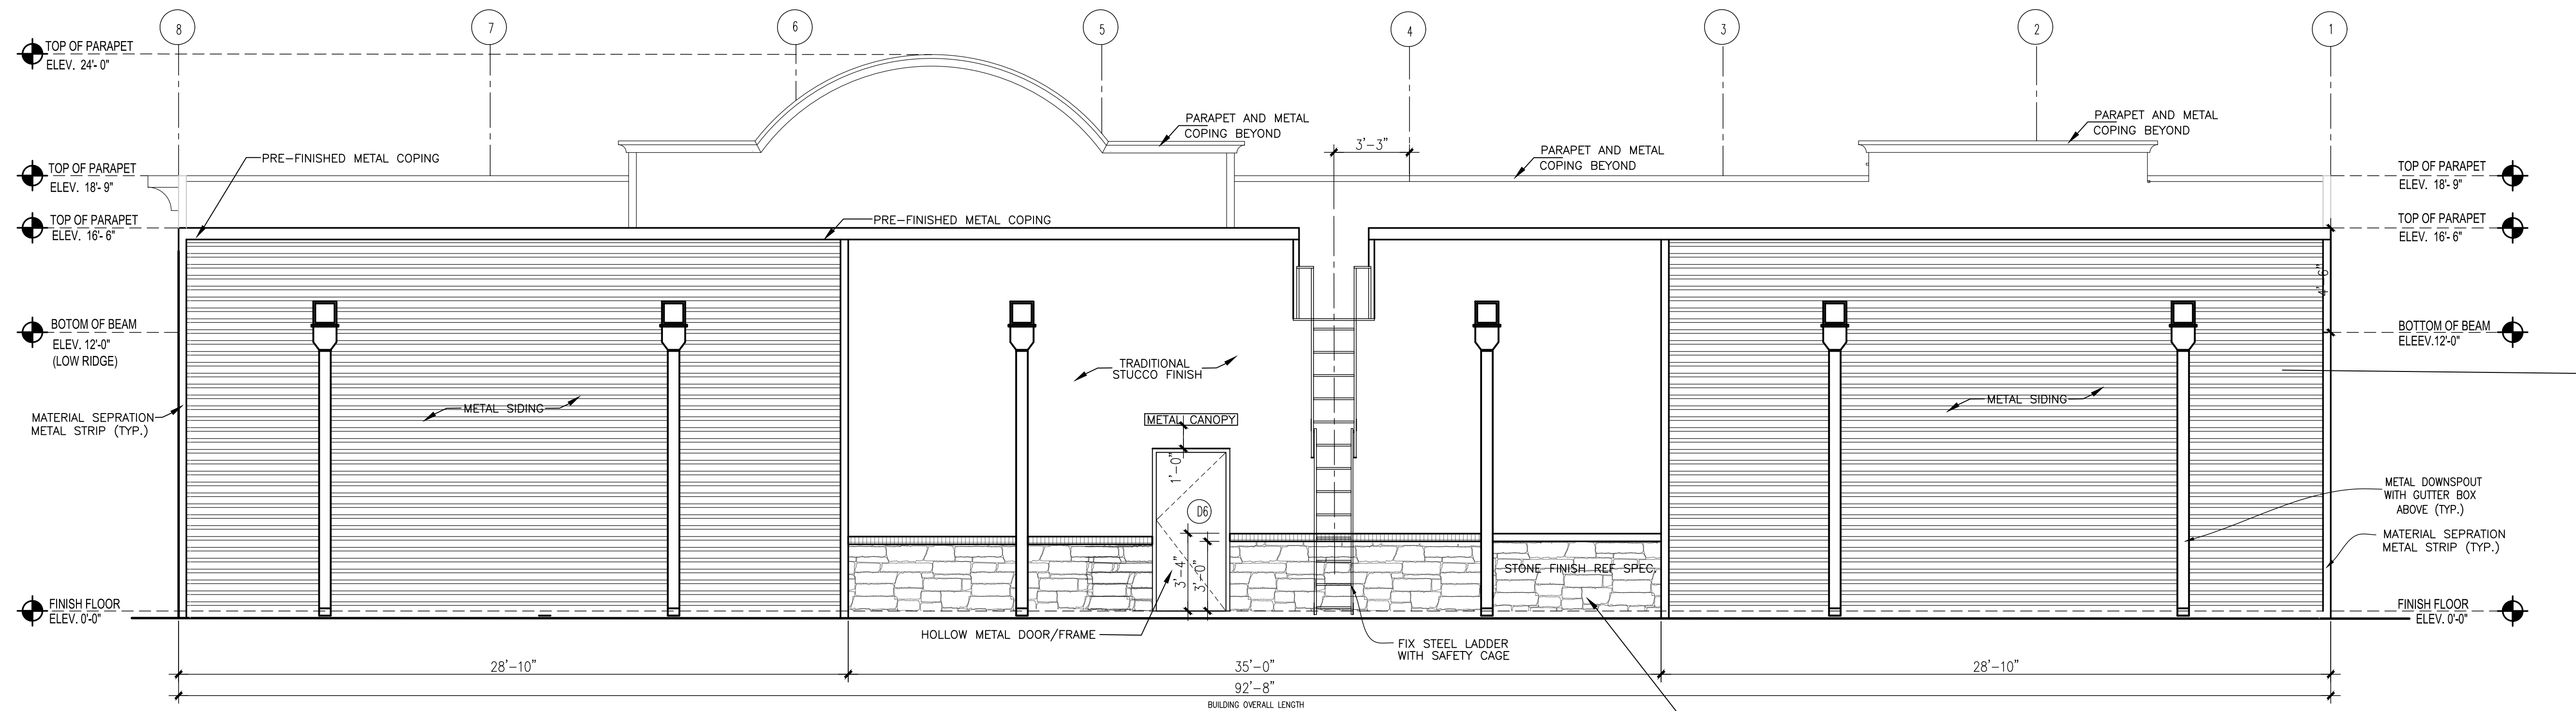 8
7
6
5
4
3
2
1
TOP OF PARAPET
ELEV. 24'- 0"
PARAPET AND METAL
COPING BEYOND
PARAPET AND METAL
COPING BEYOND
3'-3"
PARAPET AND METAL
COPING BEYOND
PRE-FINISHED METAL COPING
TOP OF PARAPET
ELEV. 18'- 9"
TOP OF PARAPET
ELEV. 18'- 9"
PRE-FINISHED METAL COPING
TOP OF PARAPET
ELEV. 16'- 6"
TOP OF PARAPET
ELEV. 16'- 6"
4'-6"
BOTOM OF BEAM
ELEV. 12'-0"
(LOW RIDGE)
BOTTOM OF BEAM
ELEEV.12'-0"
TRADITIONAL
STUCCO FINISH
METAL SIDING
METAL SIDING
MATERIAL SEPRATION
METAL STRIP (TYP.)
METAL CANOPY
1'-0"
D6
METAL DOWNSPOUT
WITH GUTTER BOX
ABOVE (TYP.)
MATERIAL SEPRATION
METAL STRIP (TYP.)
3'-4"
3'-0"
STONE FINISH REF SPEC.
FINISH FLOOR
ELEV. 0'-0"
FINISH FLOOR
ELEV. 0'-0"
HOLLOW METAL DOOR/FRAME
FIX STEEL LADDER
WITH SAFETY CAGE
28'-10"
35'-0"
28'-10"
92'-8"
BUILDING OVERALL LENGTH